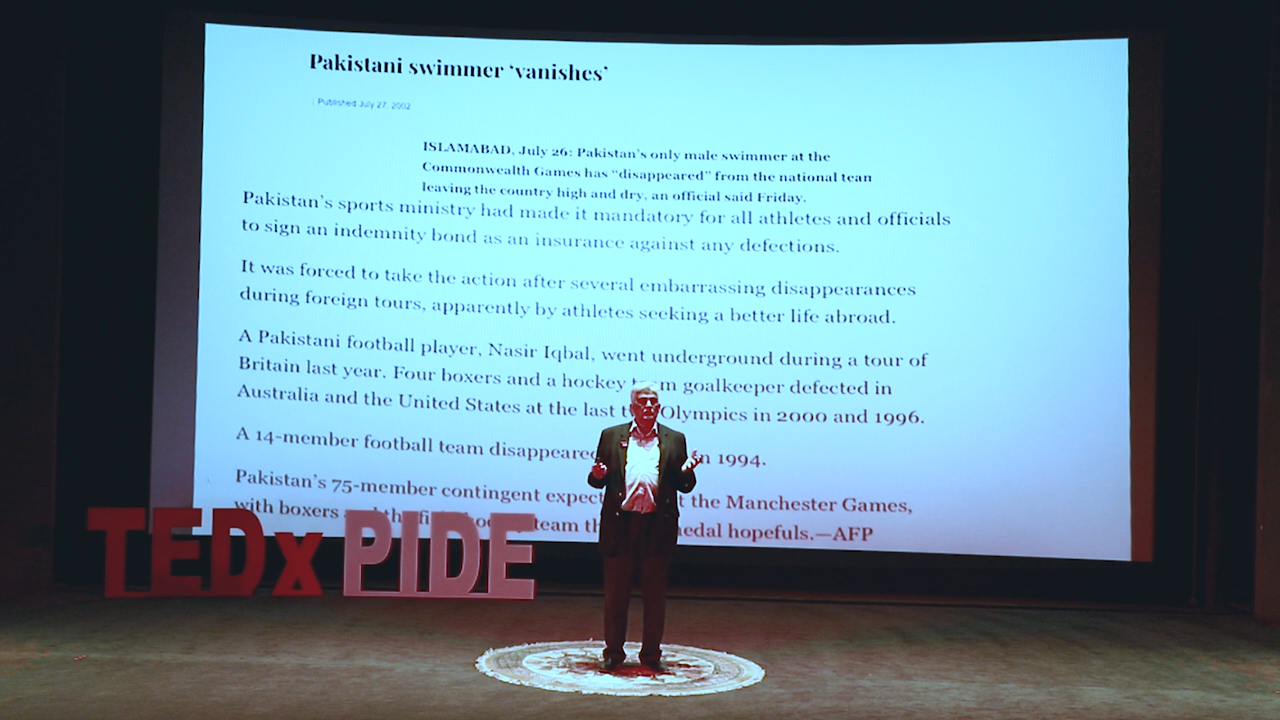 Pakistani swimmer ‘vanishes’
Published July 27, 2002
ISLAMABAD, July 26: Pakistan’s only male swimmer at the
Commonwealth Games has “disappeared” from the national team
leaving the country high and dry, an official said Friday.
Pakistan’s sports ministry had made it mandatory for all athletes and officials
to sign an indemnity bond as an insurance against any defections.
It was forced to take the action after several embarrassing disappearances
during foreign tours, apparently by athletes seeking a better life abroad.
A Pakistani football player, Nasir Iqbal, went underground during a tour of
Britain last year. Four boxers and a hockey goalkeeper defected in
Australia and the United States at the last Olympics in 2000 and 1996.
A 14-member football team in 1994.
Pakistan’s 75-member contingent the Manchester Games,
with boxers team hopefuls.—AFP
TEDx PIDE